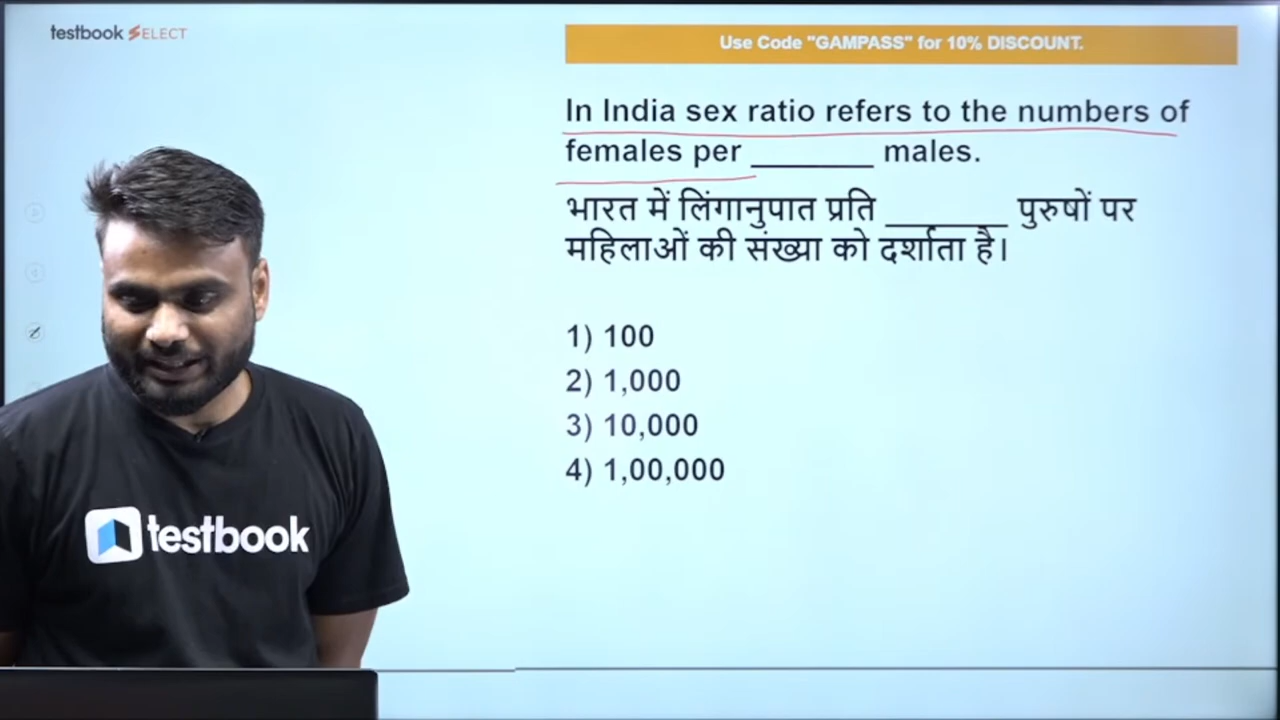 testbook SELECT
Use Code "GAMPASS" for 10% DISCOUNT.
In India sex ratio refers to the numbers of
females per ________ males.
भारत में लिंगानुपात प्रति ________ पुरुषों पर
महिलाओं की संख्या को दर्शाता है।
1) 100
2) 1,000
3) 10,000
4) 1,00,000
testbook